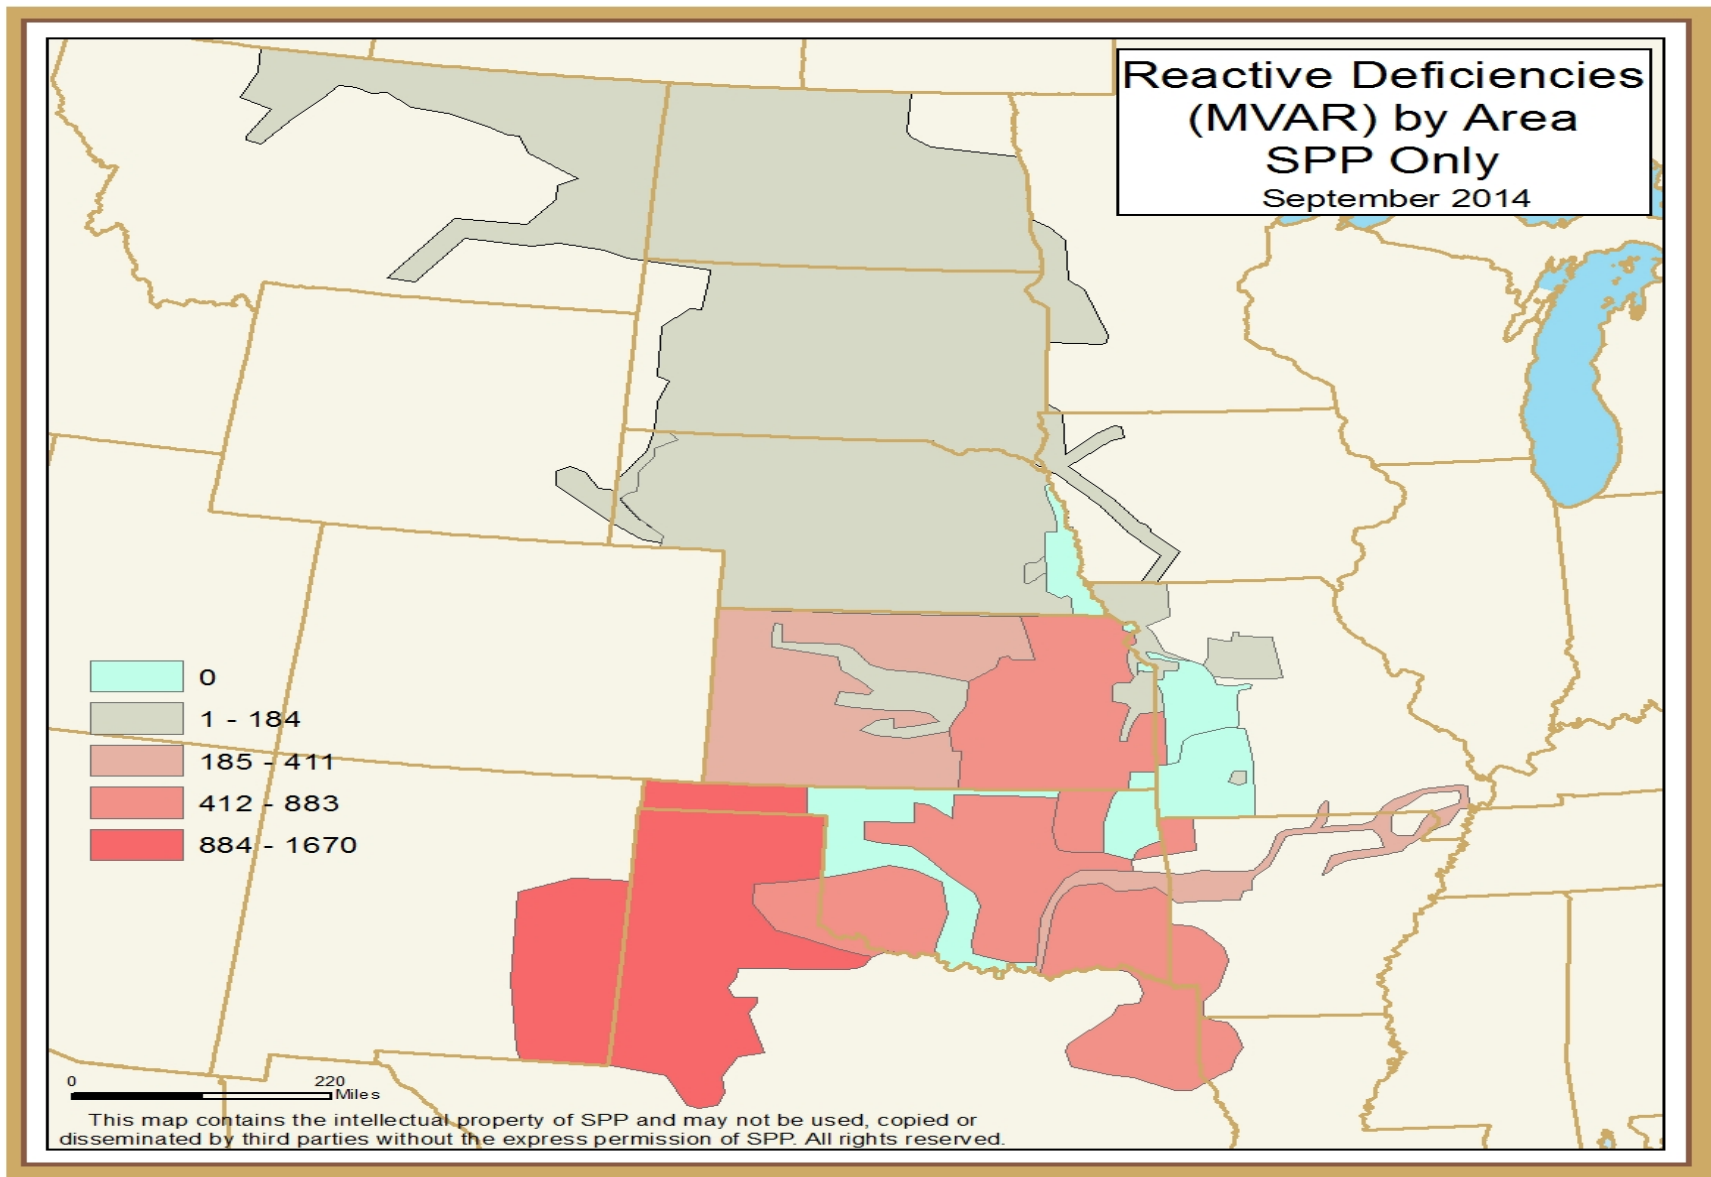 Reactive Deficiencies
(MVAR) by Area
SPP Only
September 2014
0
1 - 184
185 - 411
412 - 883
884 - 1670
0 220
Miles
This map contains the intellectual property of SPP and may not be used, copied or
disseminated by third parties without the express permission of SPP. All rights reserved.